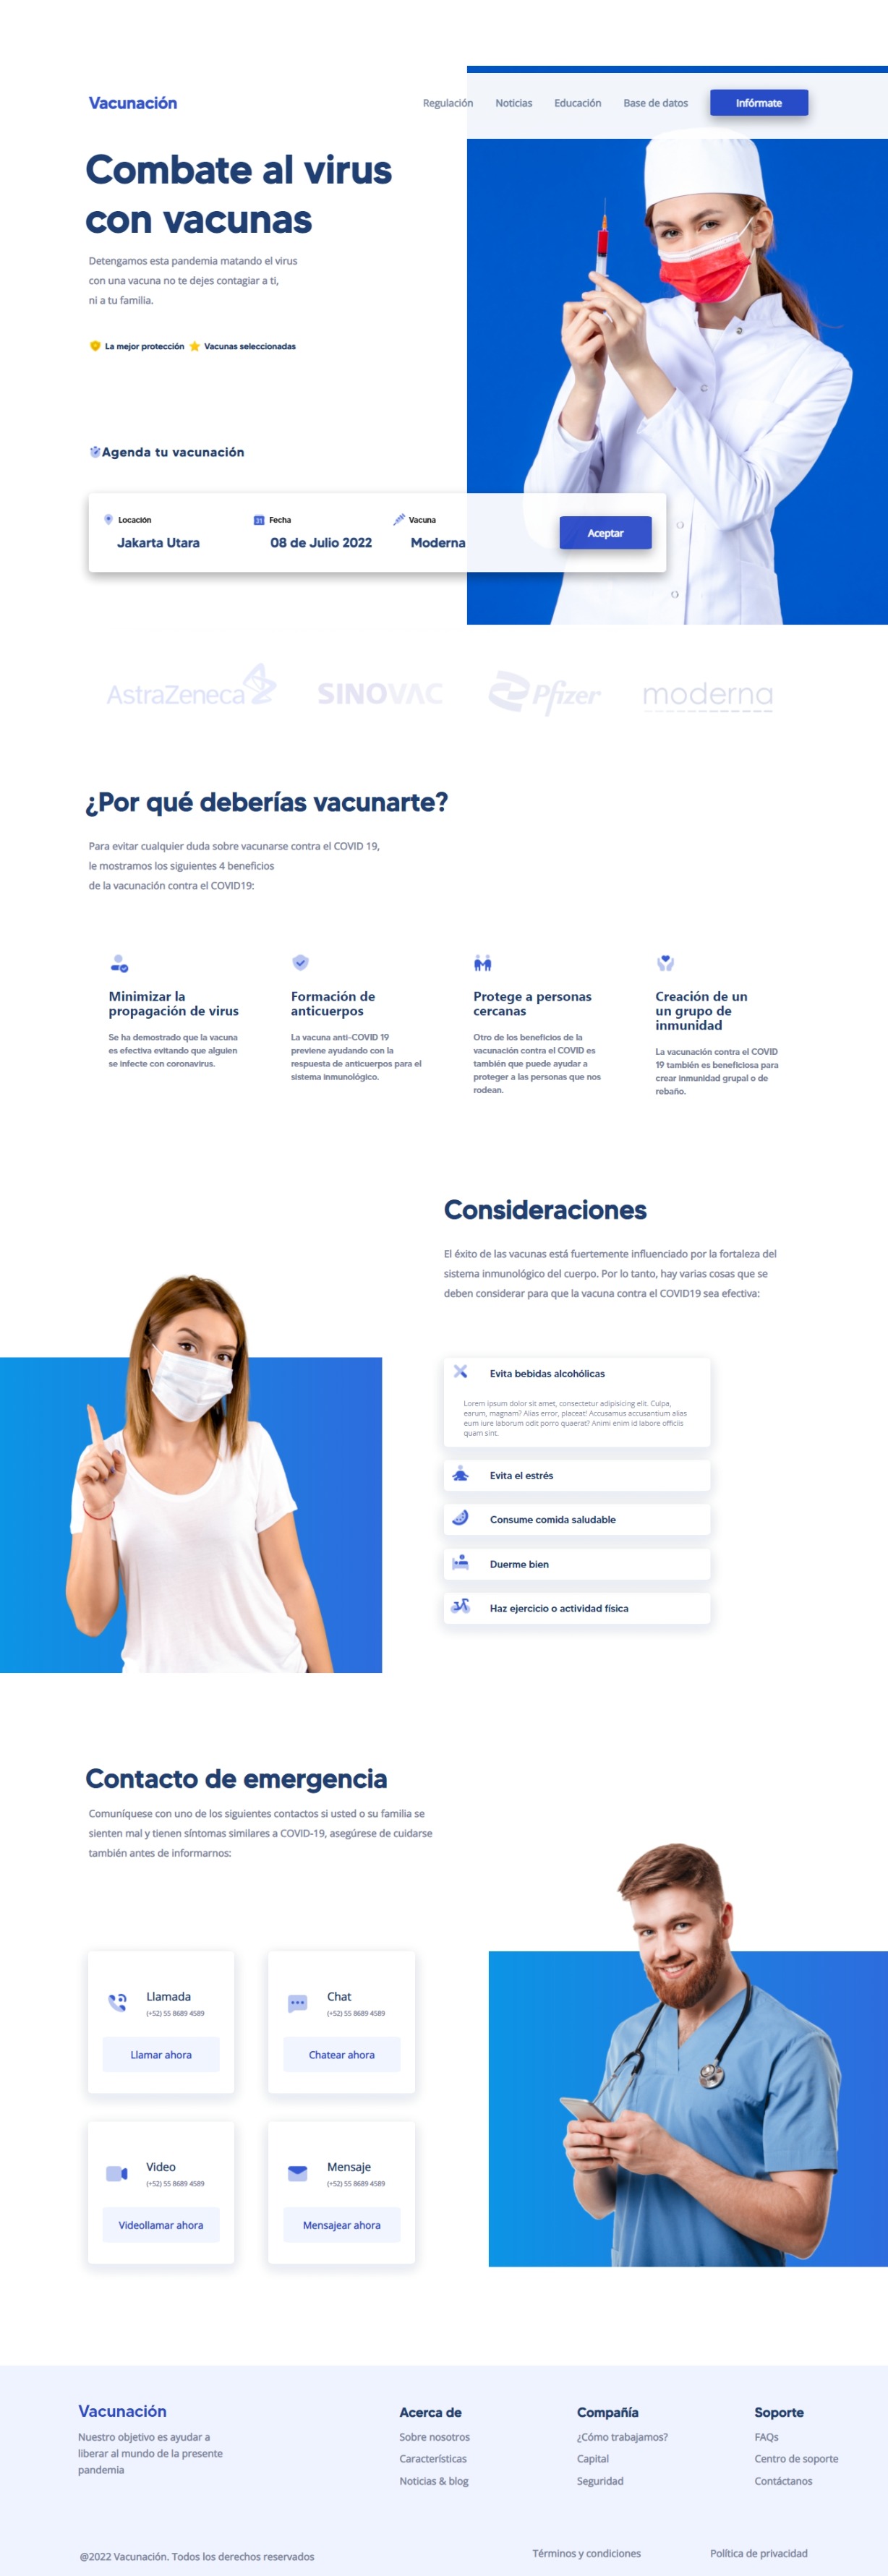 Vacunación
Regulación
Noticias
Educación
Base de datos
Infórmate
Combate al virus
con vacunas
Detengamos esta pandemia matando el virus
con una vacuna no te dejes contagiar a ti,
ni a tu familia.
La mejor protección
Vacunas seleccionadas
Agenda tu vacunación
Locación
Jakarta Utara
Fecha
08 de Julio 2022
Vacuna
Moderna
Aceptar
AstraZeneca
SINOVAC
Pfizer
moderna
¿Por qué deberías vacunarte?
Para evitar cualquier duda sobre vacunarse contra el COVID 19,
le mostramos los siguientes 4 beneficios
de la vacunación contra el COVID19:
Minimizar la
propagación de virus
Se ha demostrado que la vacuna
es efectiva evitando que alguien
se infecte con coronavirus.
Formación de
anticuerpos
La vacuna anti-COVID 19
previene ayudando con la
respuesta de anticuerpos para el
sistema inmunológico.
Protege a personas
cercanas
Otro de los beneficios de la
vacunación contra el COVID es
también que puede ayudar a
proteger a las personas que nos
rodean.
Creación de un
un grupo de
inmunidad
La vacunación contra el COVID
19 también es beneficiosa para
crear inmunidad grupal o de
rebaño.
Consideraciones
El éxito de las vacunas está fuertemente influenciado por la fortaleza del
sistema inmunológico del cuerpo. Por lo tanto, hay varias cosas que se
deben considerar para que la vacuna contra el COVID19 sea efectiva:
Evita bebidas alcohólicas
Lorem ipsum dolor sit amet, consectetur adipisicing elit. Culpa,
earum, magnam? Alias error, placeat! Accusamus accusantium alias
eum iure laborum odit porro quaerat? Animi enim id labore officiis
quam sint.
Evita el estrés
Consume comida saludable
Duerme bien
Haz ejercicio o actividad física
Contacto de emergencia
Comuníquese con uno de los siguientes contactos si usted o su familia se
sienten mal y tienen síntomas similares a COVID-19, asegúrese de cuidarse
también antes de informarnos:
Llamada
(+52) 55 8689 4589
Llamar ahora
Chat
(+52) 55 8689 4589
Chatear ahora
Video
(+52) 55 8689 4589
Videollamar ahora
Mensaje
(+52) 55 8689 4589
Mensajear ahora
Vacunación
Nuestro objetivo es ayudar a
liberar al mundo de la presente
pandemia
Acerca de
Sobre nosotros
Características
Noticias & blog
Compañía
¿Cómo trabajamos?
Capital
Seguridad
Soporte
FAQs
Centro de soporte
Contáctanos
@2022 Vacunación. Todos los derechos reservados
Términos y condiciones
Política de privacidad